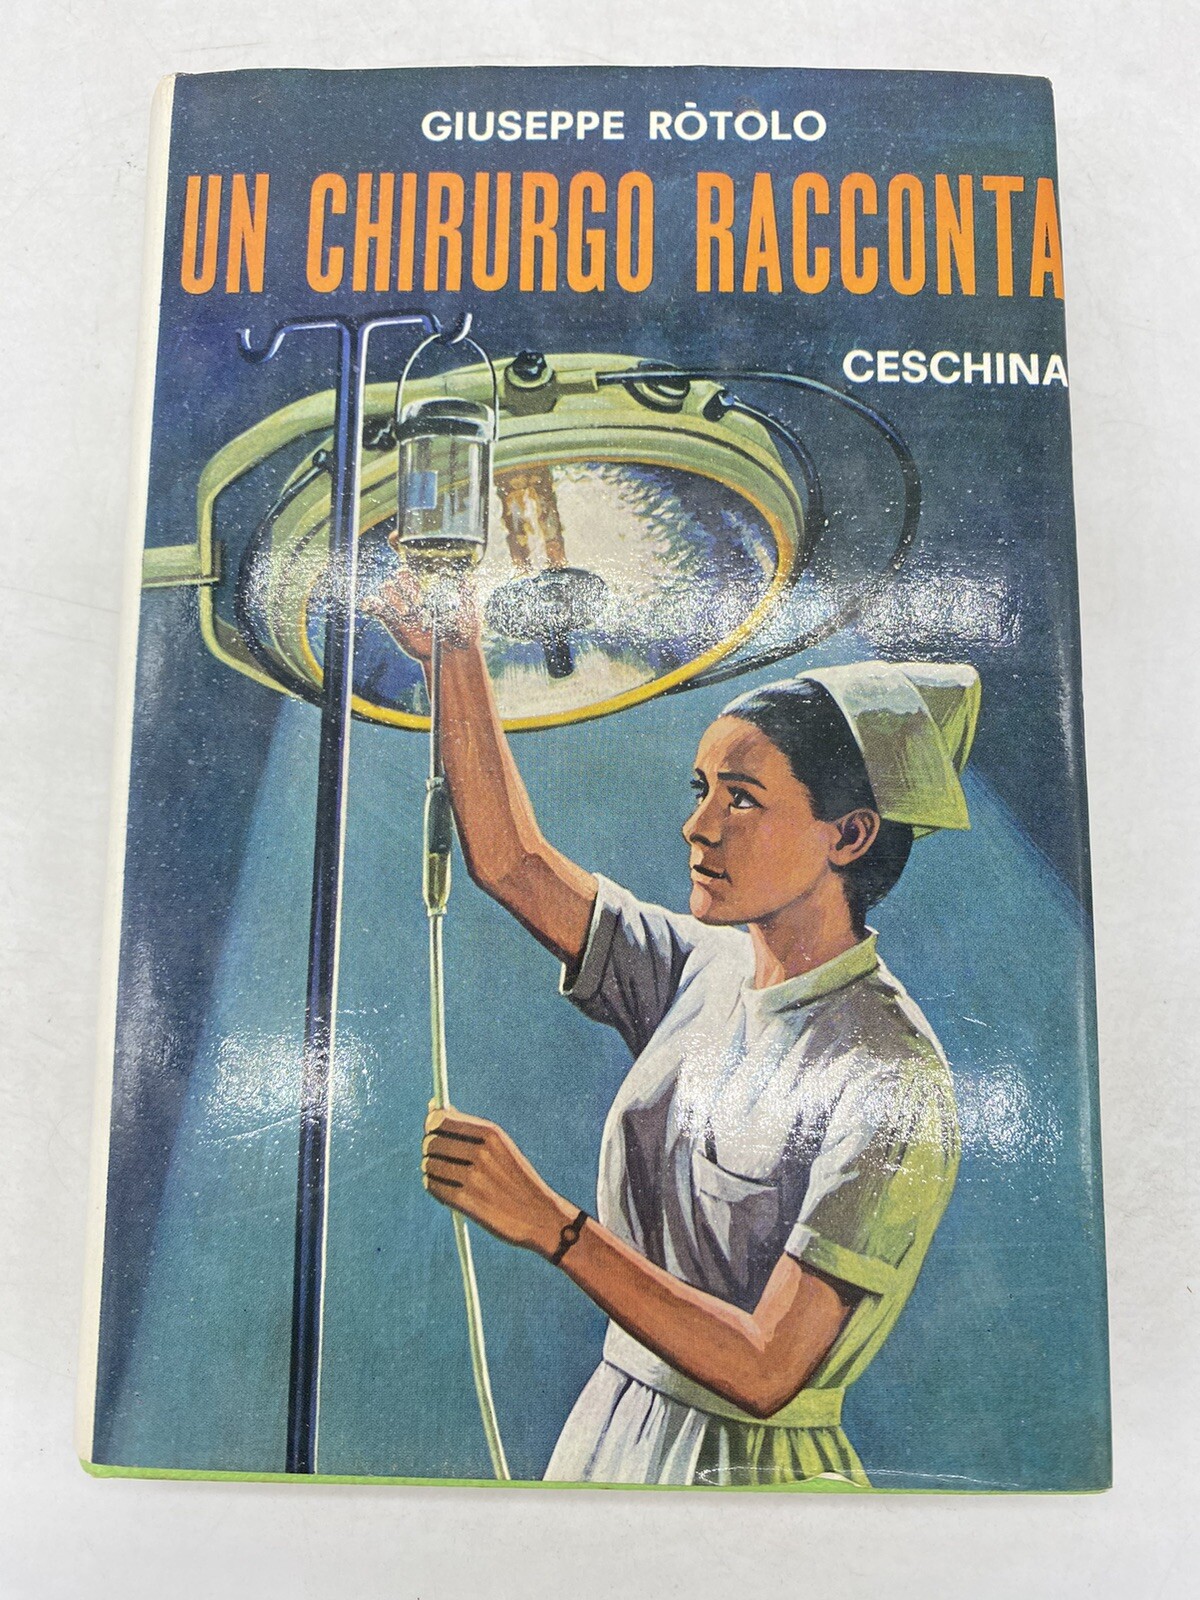 GIUSEPPE RÒTOLO
UN CHIRURGO RACCONTA
CESCHINA